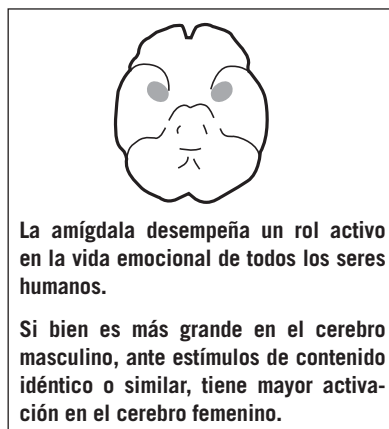 La amígdala desempeña un rol activo
en la vida emocional de todos los seres
humanos.
Si bien es más grande en el cerebro
masculino, ante estímulos de contenido
idéntico o similar, tiene mayor activa-
ción en el cerebro femenino.